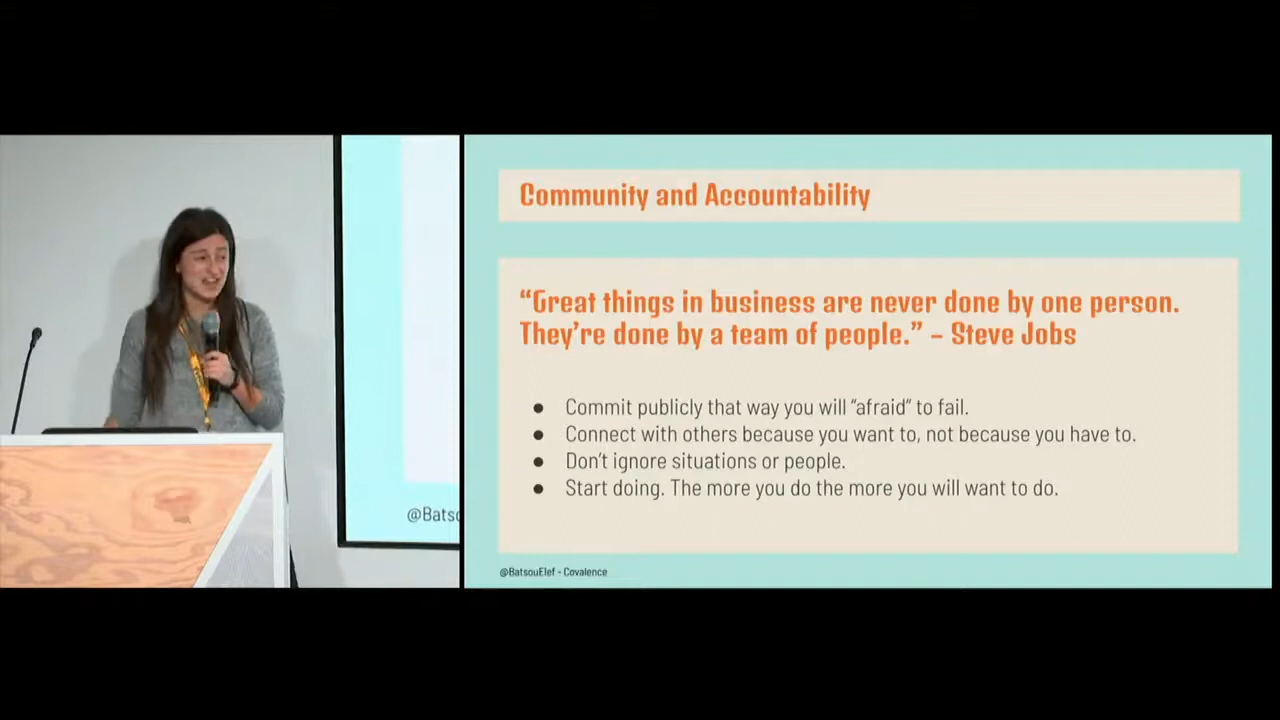 Community and Accountability
“Great things in business are never done by one person.
They’re done by a team of people.” – Steve Jobs
● Commit publicly that way you will “afraid” to fail.
● Connect with others because you want to, not because you have to.
● Don’t ignore situations or people.
● Start doing. The more you do the more you will want to do.
@BatsouElef - Covalence
@Batso